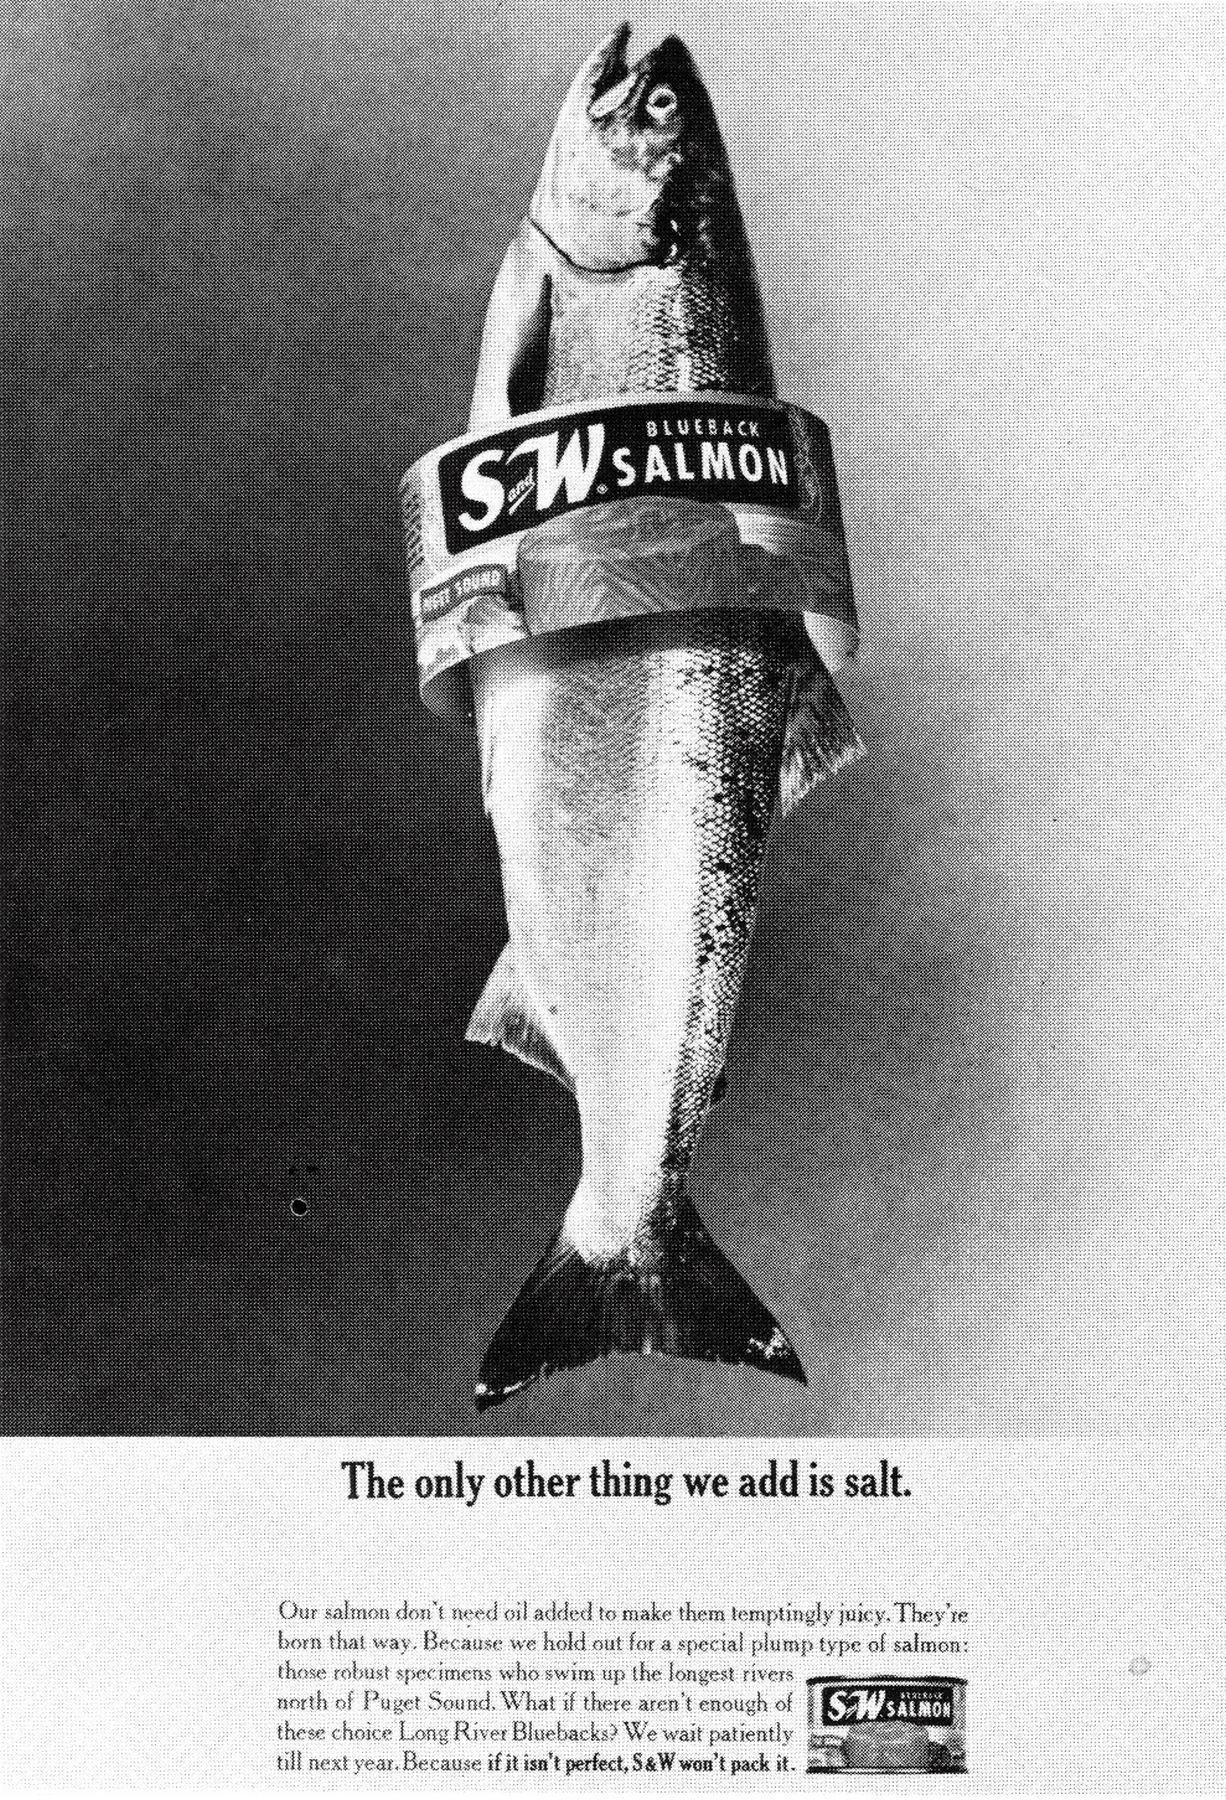 BLUEBACK
S and W® SALMON
PUGET SOUND
The only other thing we add is salt.
Our salmon don't need oil added to make them temptingly juicy. They're
born that way. Because we hold out for a special plump type of salmon:
those robust specimens who swim up the longest rivers
north of Puget Sound. What if there aren't enough of
these choice Long River Bluebacks? We wait patiently
till next year. Because if it isn't perfect, S&W won't pack it.
BLUEBACK
S and W SALMON